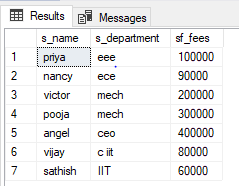 Results Messages
s_name s_department sf_fees
1 priya eee 100000
2 nancy ece 90000
3 victor mech 200000
4 pooja mech 300000
5 angel ceo 400000
6 vijay c iit 80000
7 sathish IIT 60000